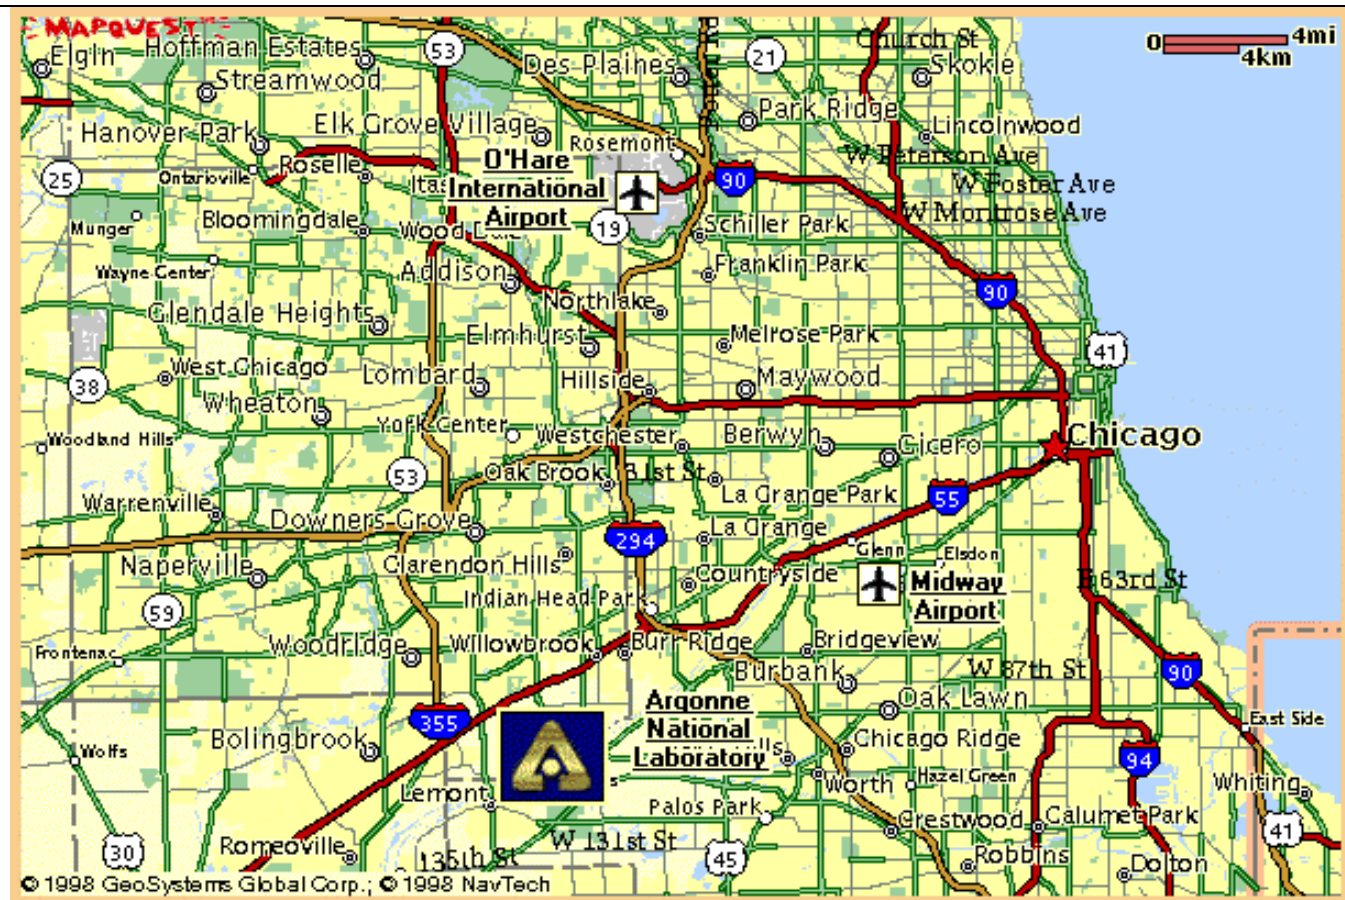 MAPQUEST
Elgin
Hoffman Estates
53
Des Plaines
21
Church St
Skokie
0
4mi
4km
Streamwood
Hanover Park
Elk Grove Village
Park Ridge
Lincolnwood
Rosemont
W Peterson Ave
O'Hare
International
Airport
Roselle
Ontarioville
25
Itas
90
W Foster Ave
W Montrose Ave
Bloomingdale
Munger
Wood Dale
19
Schiller Park
Wayne Center
Addison
Franklin Park
Northlake
90
Glendale Heights
Elmhurst
Melrose Park
41
West Chicago
38
Lombard
Hillside
Maywood
Wheaton
York Center
Westchester
Berwyn
Cicero
Chicago
Woodland Hills
53
Oak Brook
31st St
La Grange Park
55
Warrenville
Downers Grove
La Grange
294
Glenn
Elsdon
Naperville
Clarendon Hills
Countryside
Midway
Airport
E 63rd St
59
Indian Head Park
Frontenac
Woodridge
Willowbrook
Burr Ridge
Bridgeview
Burbank
W 87th St
90
355
Argonne
National
Laboratory
Oak Lawn
East Side
Wolfs
Bolingbrook
lls
Chicago Ridge
94
Lemont
s
Worth
Hazel Green
Whiting
Palos Park
Crestwood
Calumet Park
41
30
Romeoville
135th St
W 131st St
45
Robbins
Dolton
© 1998 GeoSystems Global Corp.; © 1998 NavTech